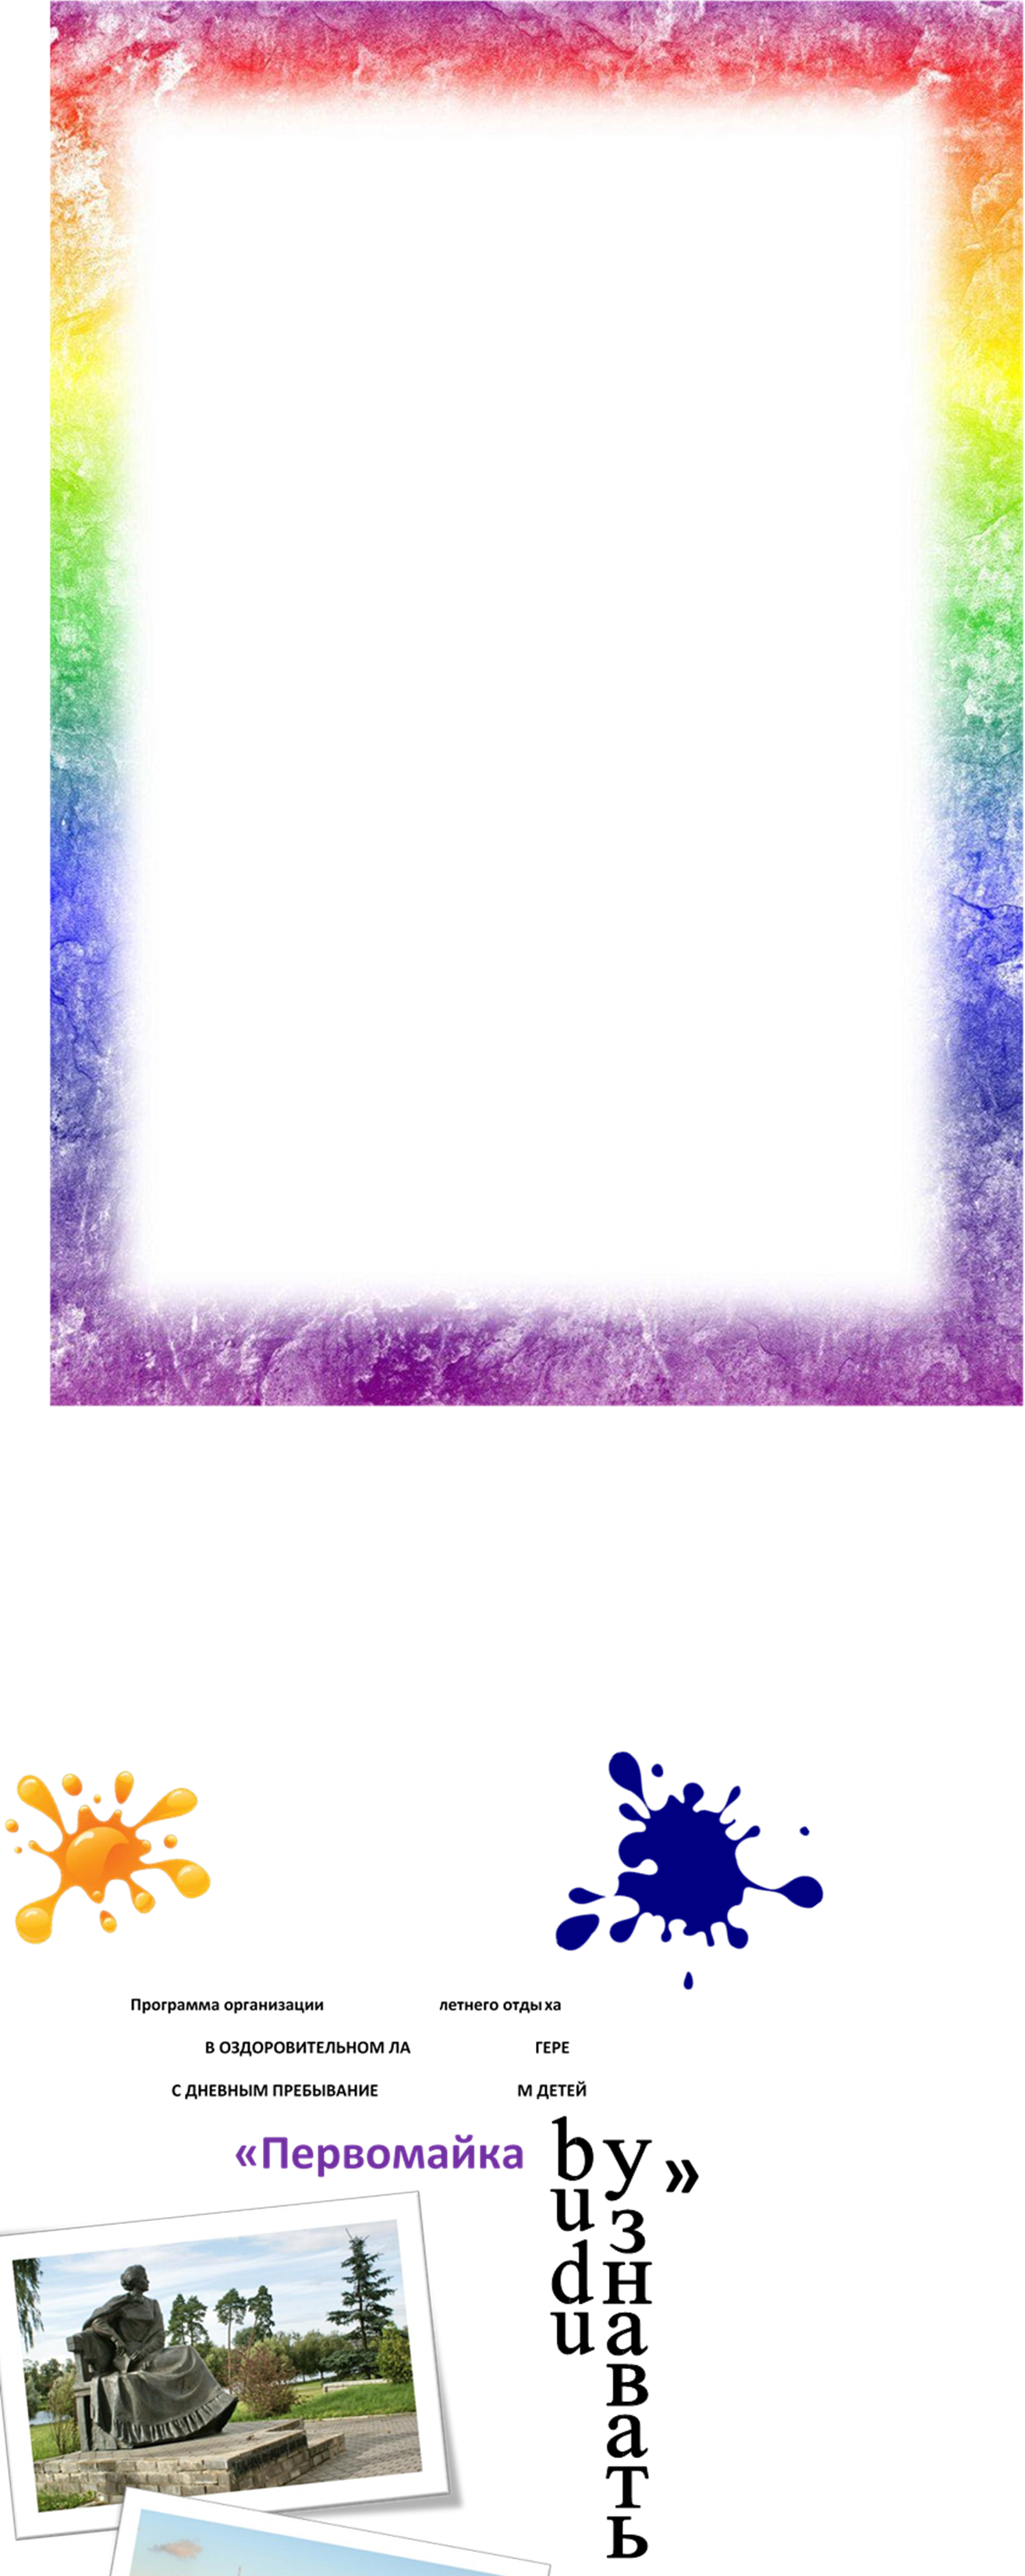 Программа организации летнего отдыха
В ОЗДОРОВИТЕЛЬНОМ ЛАГЕРЕ
С ДНЕВНЫМ ПРЕБЫВАНИЕМ ДЕТЕЙ
«Первомайка budu узнавать»